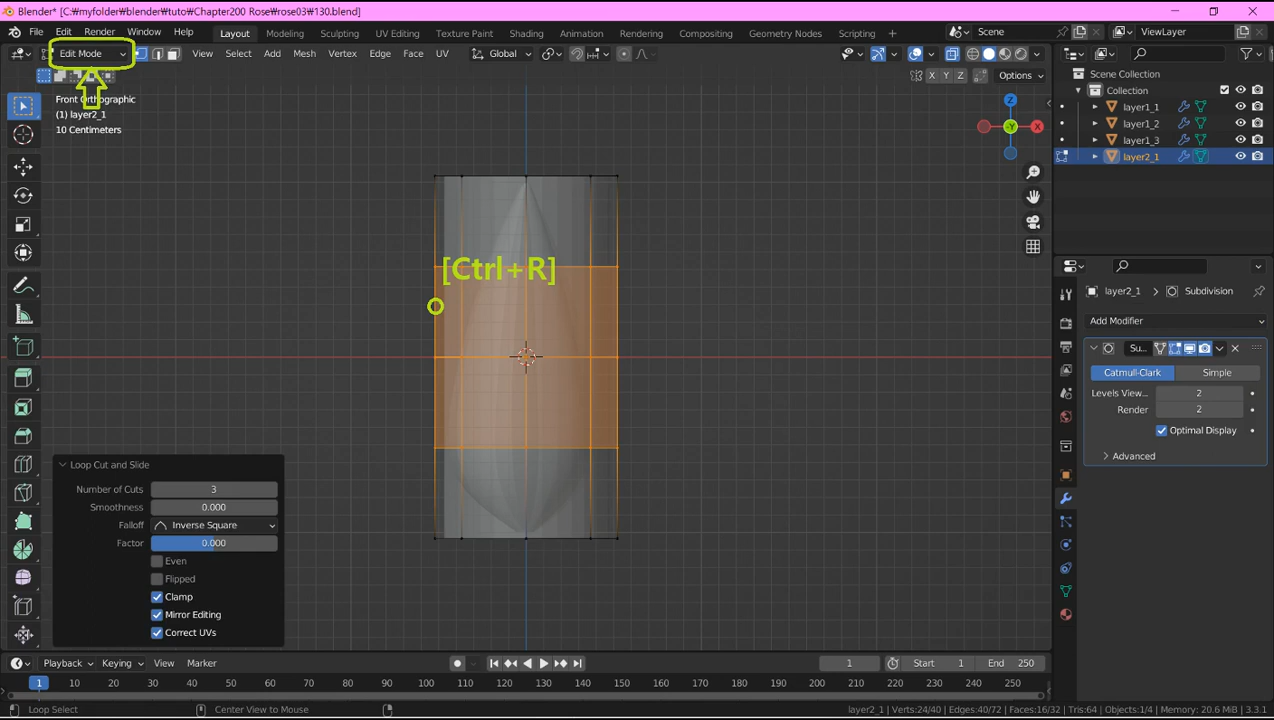 Blender* [C:₩myfolder₩blender₩tuto₩Chapter200 Rose₩rose03₩130.blend]
File Edit Render Window Help Layout Modeling Sculpting UV Editing Texture Paint Shading Animation Rendering Compositing Geometry Nodes Scripting Scene ViewLayer
Edit Mode View Select Add Mesh Vertex Edge Face UV Global
X Y Z Options
Front Orthographic
(1) layer2_1
10 Centimeters
Z
Y X
[Ctrl+R]
Scene Collection
Collection
layer1_1
layer1_2
layer1_3
layer2_1
layer2_1 > Subdivision
Add Modifier
Su...
Catmull-Clark Simple
Levels View... 2
Render 2
Optimal Display
Advanced
Loop Cut and Slide
Number of Cuts 3
Smoothness 0.000
Falloff Inverse Square
Factor 0.000
Even
Flipped
Clamp
Mirror Editing
Correct UVs
Playback Keying View Marker 1 Start 1 End 250
1 10 20 30 40 50 60 70 80 90 100 110 120 130 140 150 160 170 180 190 200 210 220 230 240 250
Loop Select Center View to Mouse layer2_1 | Verts:24/40 | Edges:40/72 | Faces:16/32 | Tris:64 | Objects:1/4 | Memory: 20.6 MiB | 3.3.1